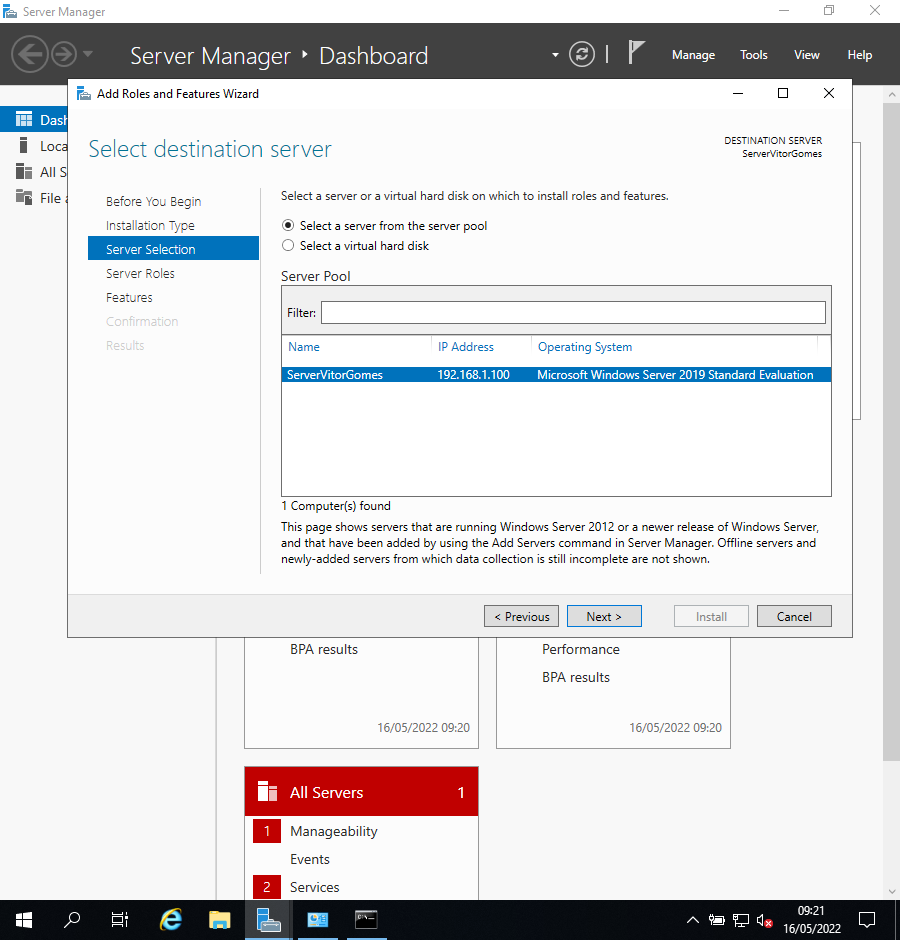 Server Manager
Server Manager ‣ Dashboard
Manage Tools View Help
Add Roles and Features Wizard
Dash
Loca
All S
File a
Select destination server
DESTINATION SERVER
ServerVitorGomes
Before You Begin
Installation Type
Server Selection
Server Roles
Features
Confirmation
Results
Select a server or a virtual hard disk on which to install roles and features.
Select a server from the server pool
Select a virtual hard disk
Server Pool
Filter:
Name IP Address Operating System
ServerVitorGomes 192.168.1.100 Microsoft Windows Server 2019 Standard Evaluation
1 Computer(s) found
This page shows servers that are running Windows Server 2012 or a newer release of Windows Server,
and that have been added by using the Add Servers command in Server Manager. Offline servers and
newly-added servers from which data collection is still incomplete are not shown.
< Previous Next > Install Cancel
BPA results
16/05/2022 09:20
Performance
BPA results
16/05/2022 09:20
All Servers 1
1 Manageability
Events
2 Services
09:21
16/05/2022